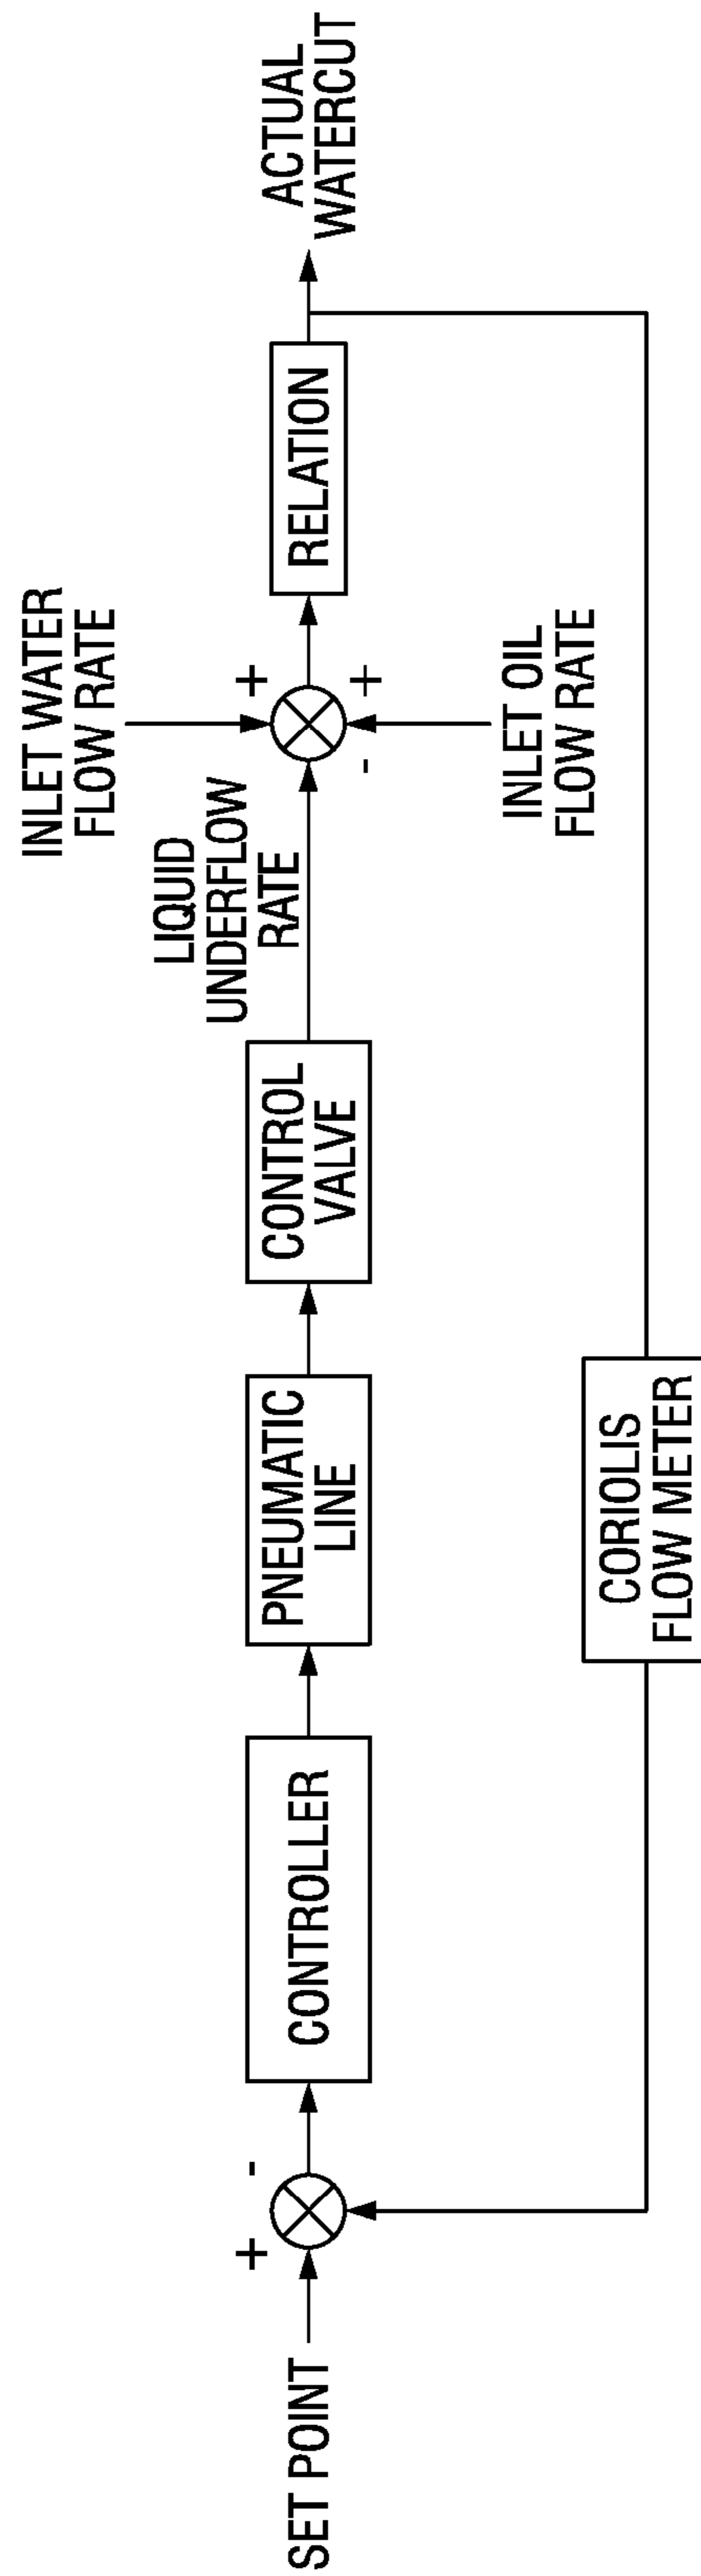 SET POINT
+
-
CONTROLLER
PNEUMATIC
LINE
CONTROL
VALVE
LIQUID
UNDERFLOW
RATE
INLET WATER
FLOW RATE
+
-
+
INLET OIL
FLOW RATE
RELATION
ACTUAL
WATERCUT
CORIOLIS
FLOW METER